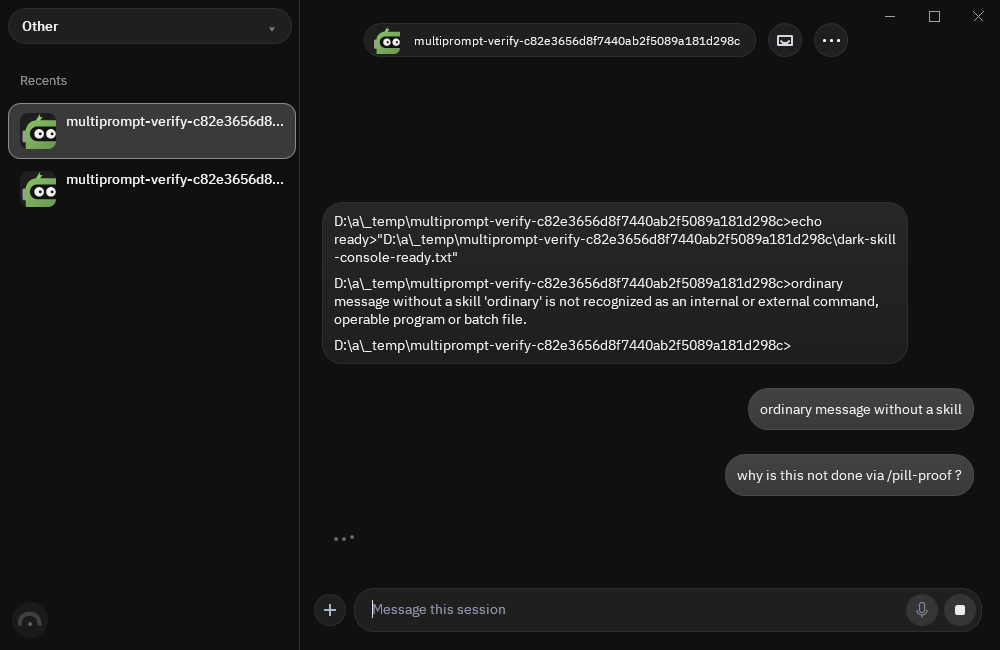 Other
Recents
multiprompt-verify-c82e3656d8...
multiprompt-verify-c82e3656d8...
multiprompt-verify-c82e3656d8f7440ab2f5089a181d298c
D:\a\_temp\multiprompt-verify-c82e3656d8f7440ab2f5089a181d298c>echo
ready>"D:\a\_temp\multiprompt-verify-c82e3656d8f7440ab2f5089a181d298c\dark-skill
-console-ready.txt"
D:\a\_temp\multiprompt-verify-c82e3656d8f7440ab2f5089a181d298c>ordinary
message without a skill 'ordinary' is not recognized as an internal or external command,
operable program or batch file.
D:\a\_temp\multiprompt-verify-c82e3656d8f7440ab2f5089a181d298c>
ordinary message without a skill
why is this not done via /pill-proof ?
Message this session